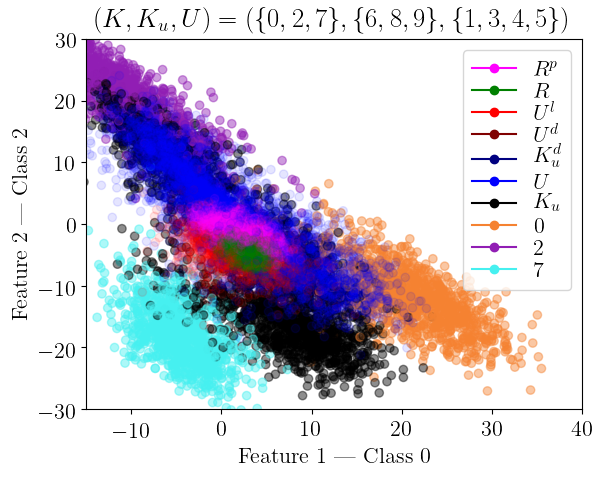 (K, K_u, U) = ({0, 2, 7}, {6, 8, 9}, {1, 3, 4, 5})
30
20
10
0
−10
−20
−30
Feature 2 — Class 2
R^p
R
U^l
U^d
K_u^d
U
K_u
0
2
7
−10
0
10
20
30
40
Feature 1 — Class 0